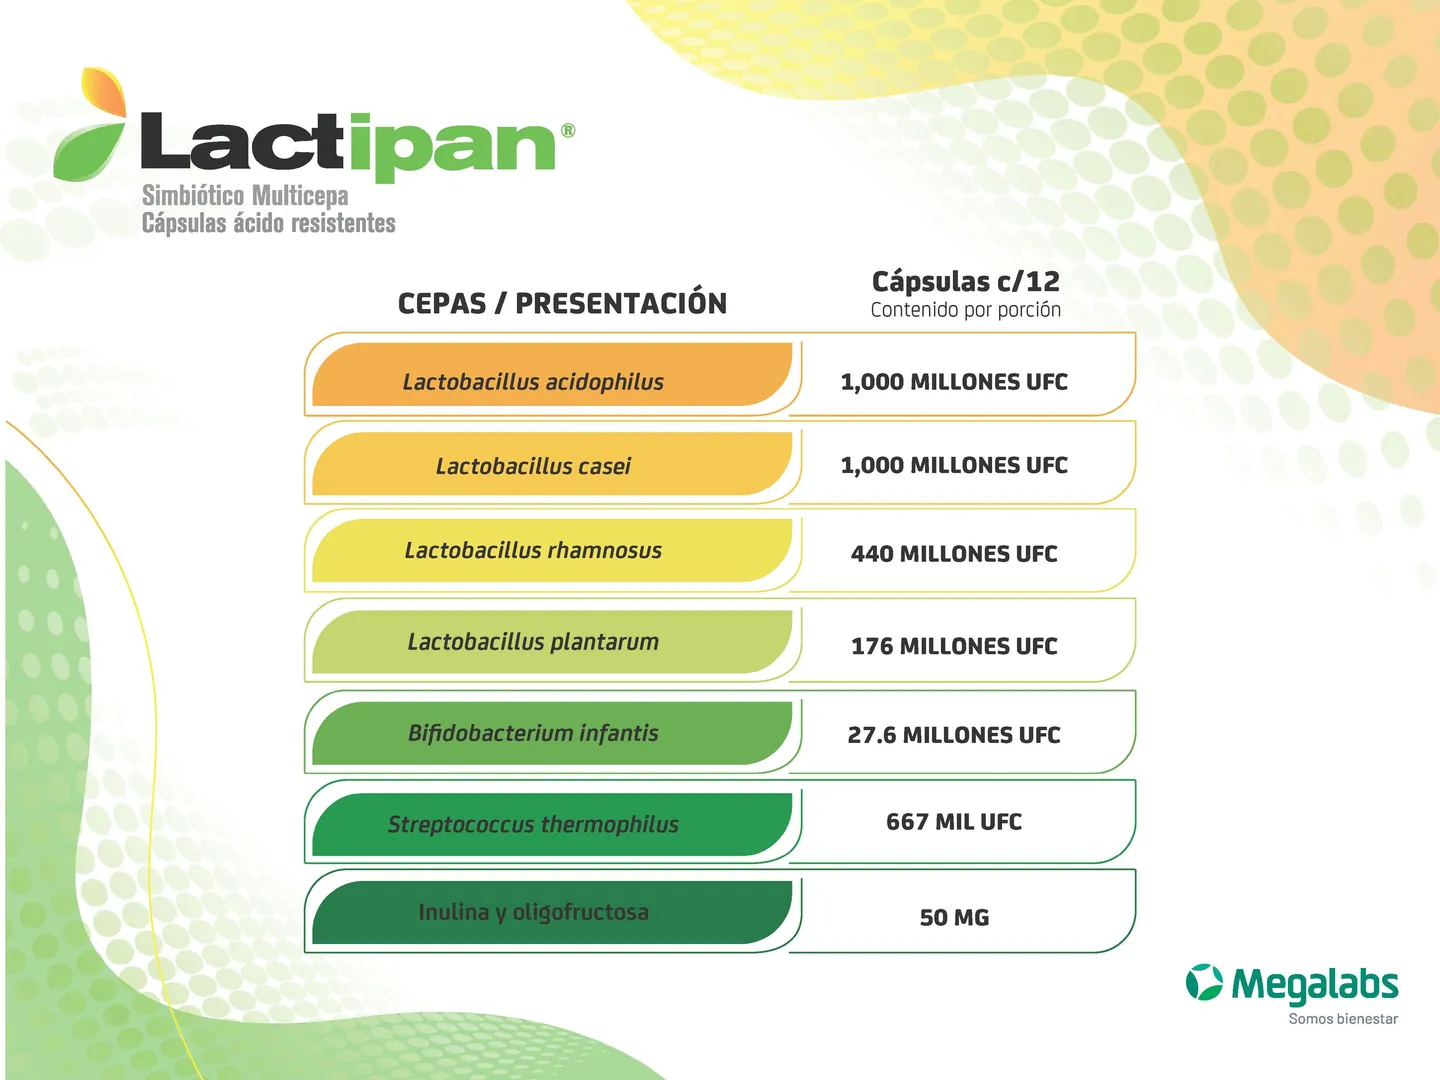 Lactipan®
Simbiótico Multicepa
Cápsulas ácido resistentes
CEPAS / PRESENTACIÓN
Cápsulas c/12
Contenido por porción
Lactobacillus acidophilus
1,000 MILLONES UFC
Lactobacillus casei
1,000 MILLONES UFC
Lactobacillus rhamnosus
440 MILLONES UFC
Lactobacillus plantarum
176 MILLONES UFC
Bifidobacterium infantis
27.6 MILLONES UFC
Streptococcus thermophilus
667 MIL UFC
Inulina y oligofructosa
50 MG
Megalabs
Somos bienestar